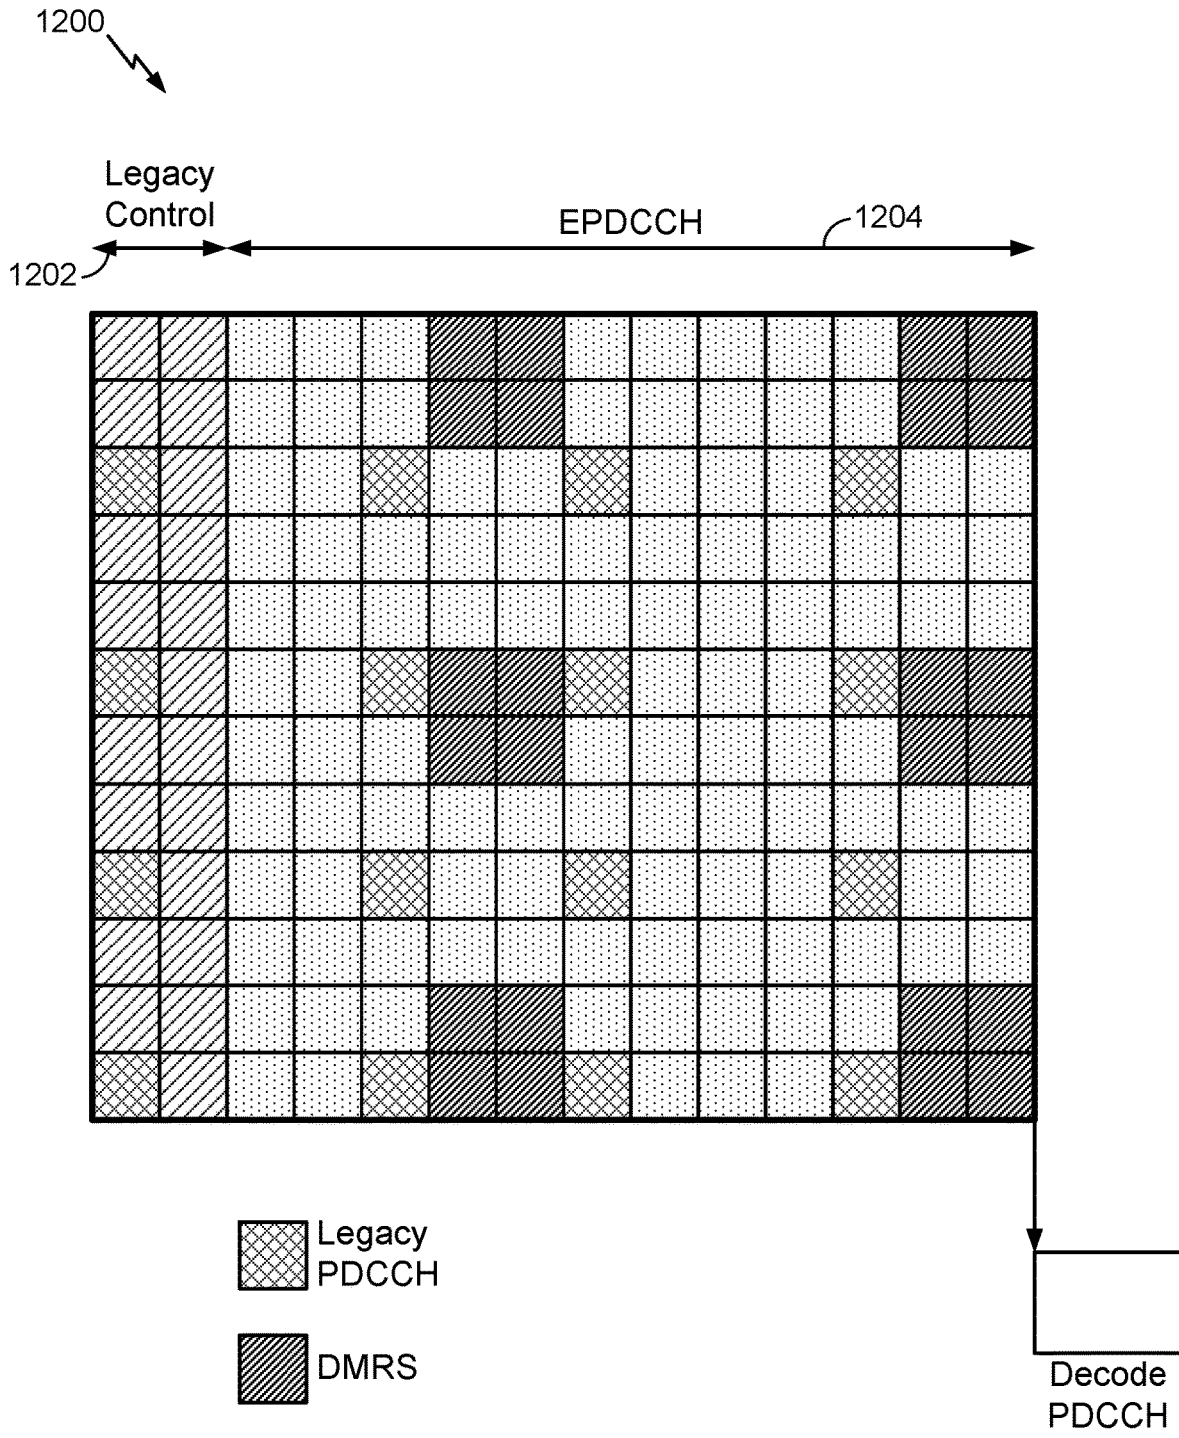 1200
Legacy
Control
EPDCCH
1204
1202
Legacy
PDCCH
DMRS
Decode
PDCCH